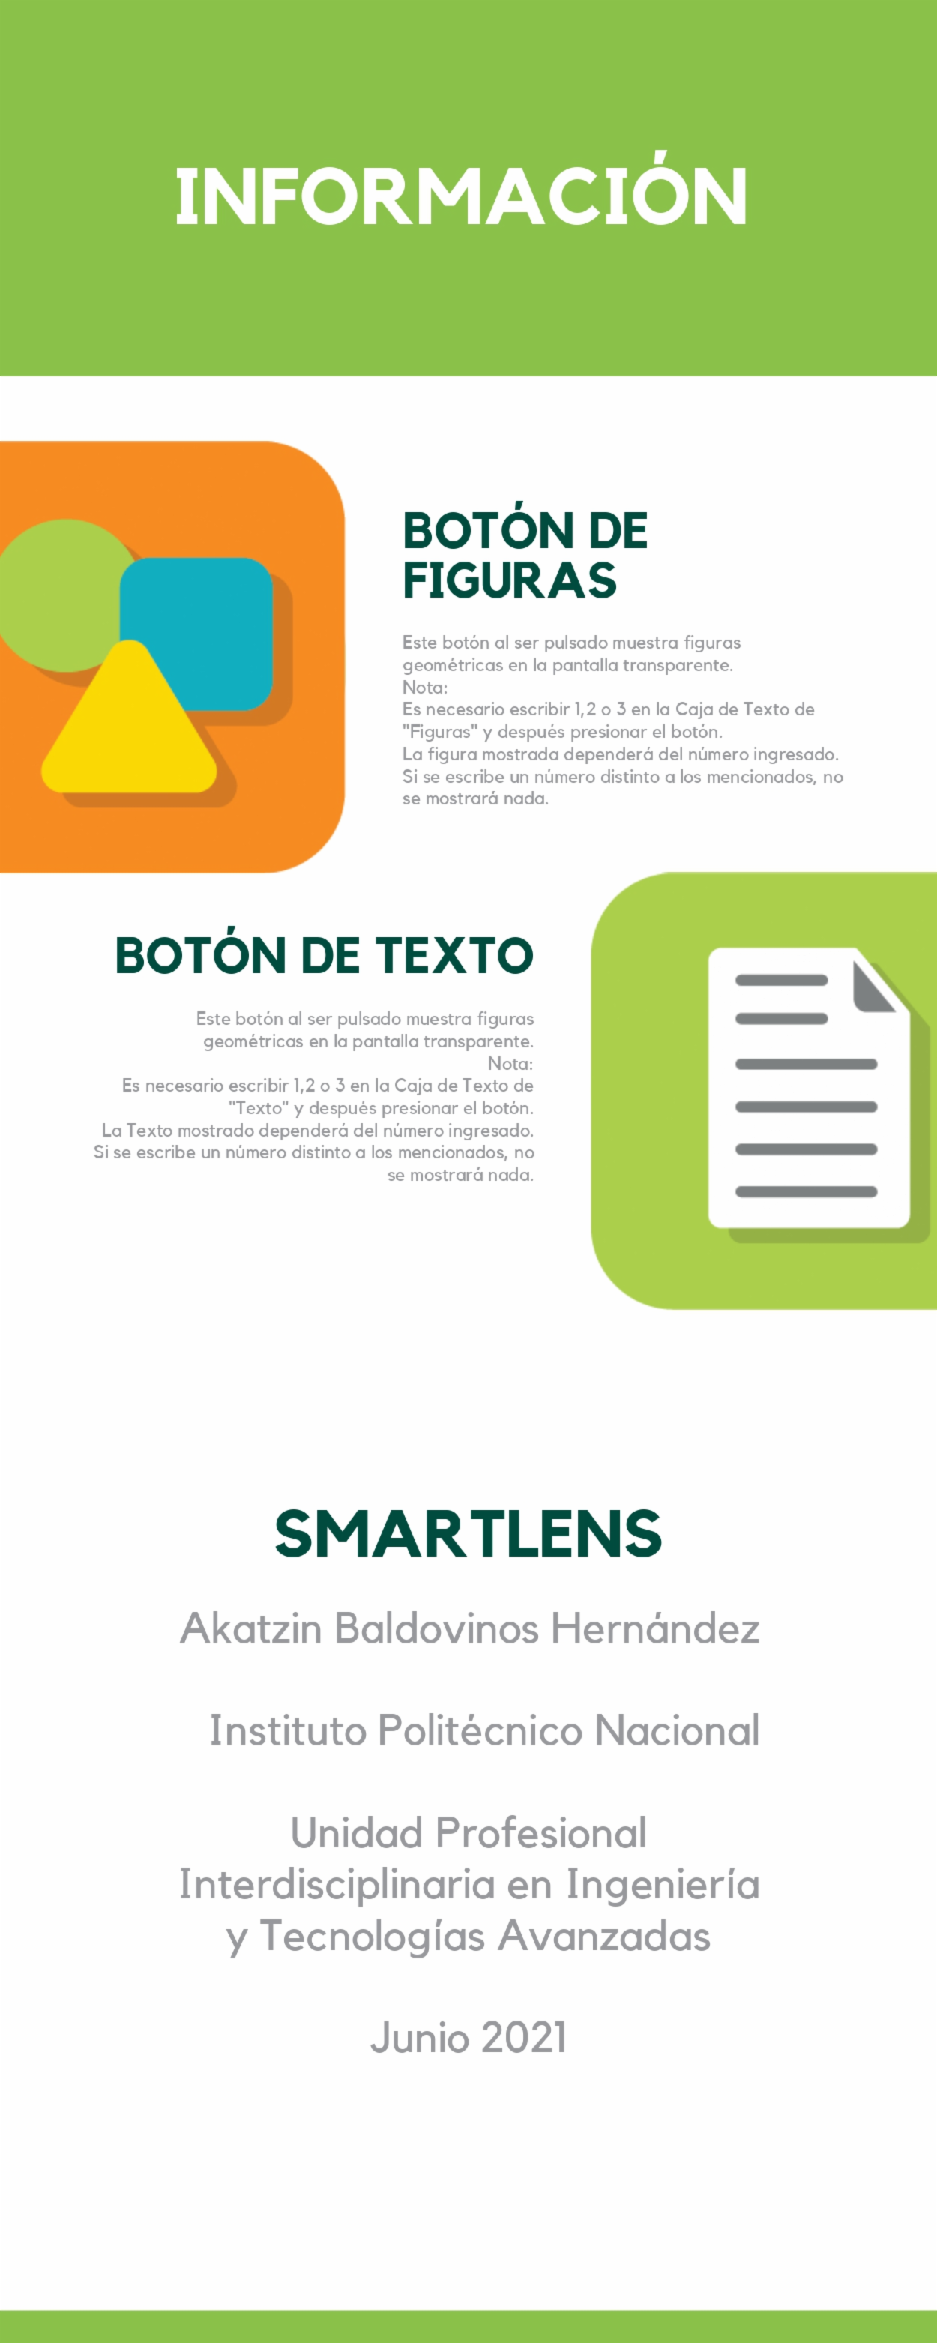 INFORMACIÓN
BOTÓN DE
FIGURAS
Este botón al ser pulsado muestra figuras
geométricas en la pantalla transparente.
Nota:
Es necesario escribir 1,2 o 3 en la Caja de Texto de
"Figuras" y después presionar el botón.
La figura mostrada dependerá del número ingresado.
Si se escribe un número distinto a los mencionados, no
se mostrará nada.
BOTÓN DE TEXTO
Este botón al ser pulsado muestra figuras
geométricas en la pantalla transparente.
Nota:
Es necesario escribir 1,2 o 3 en la Caja de Texto de
"Texto" y después presionar el botón.
La Texto mostrado dependerá del número ingresado.
Si se escribe un número distinto a los mencionados, no
se mostrará nada.
SMARTLENS
Akatzin Baldovinos Hernández
Instituto Politécnico Nacional
Unidad Profesional
Interdisciplinaria en Ingeniería
y Tecnologías Avanzadas
Junio 2021